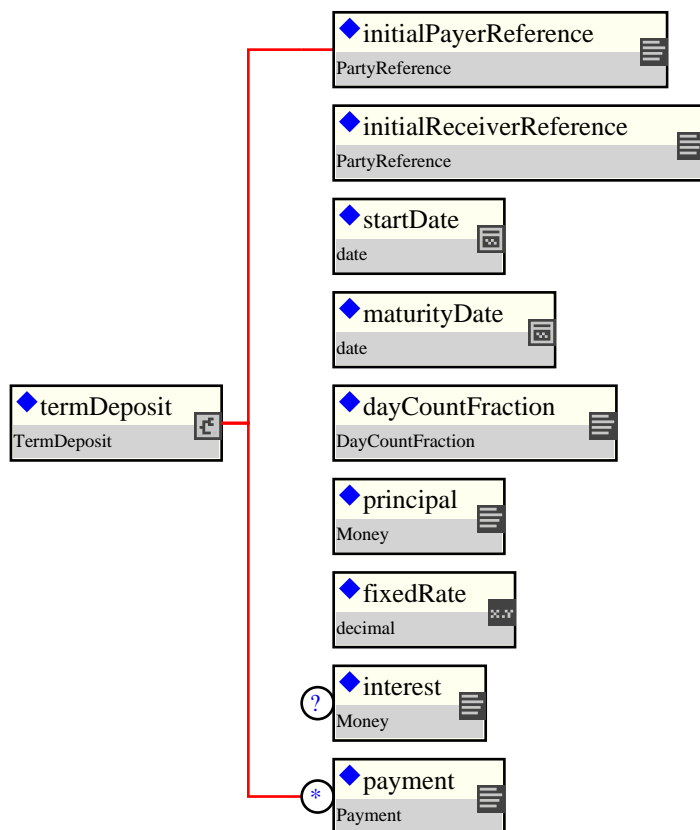 initialPayerReference
PartyReference
initialReceiverReference
PartyReference
startDate
date
maturityDate
date
termDeposit
TermDeposit
dayCountFraction
DayCountFraction
principal
Money
fixedRate
decimal
x.Y
?
interest
Money
*
payment
Payment